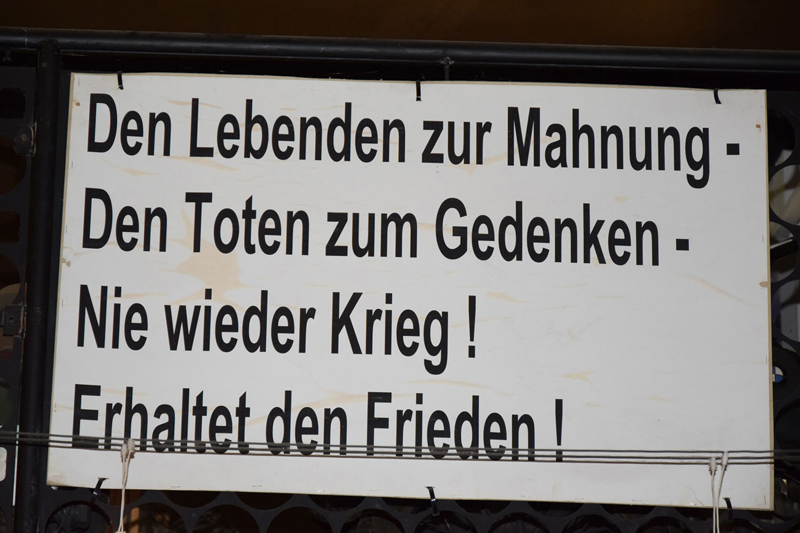 Den Lebenden zur Mahnung -
Den Toten zum Gedenken -
Nie wieder Krieg !
Erhaltet den Frieden !